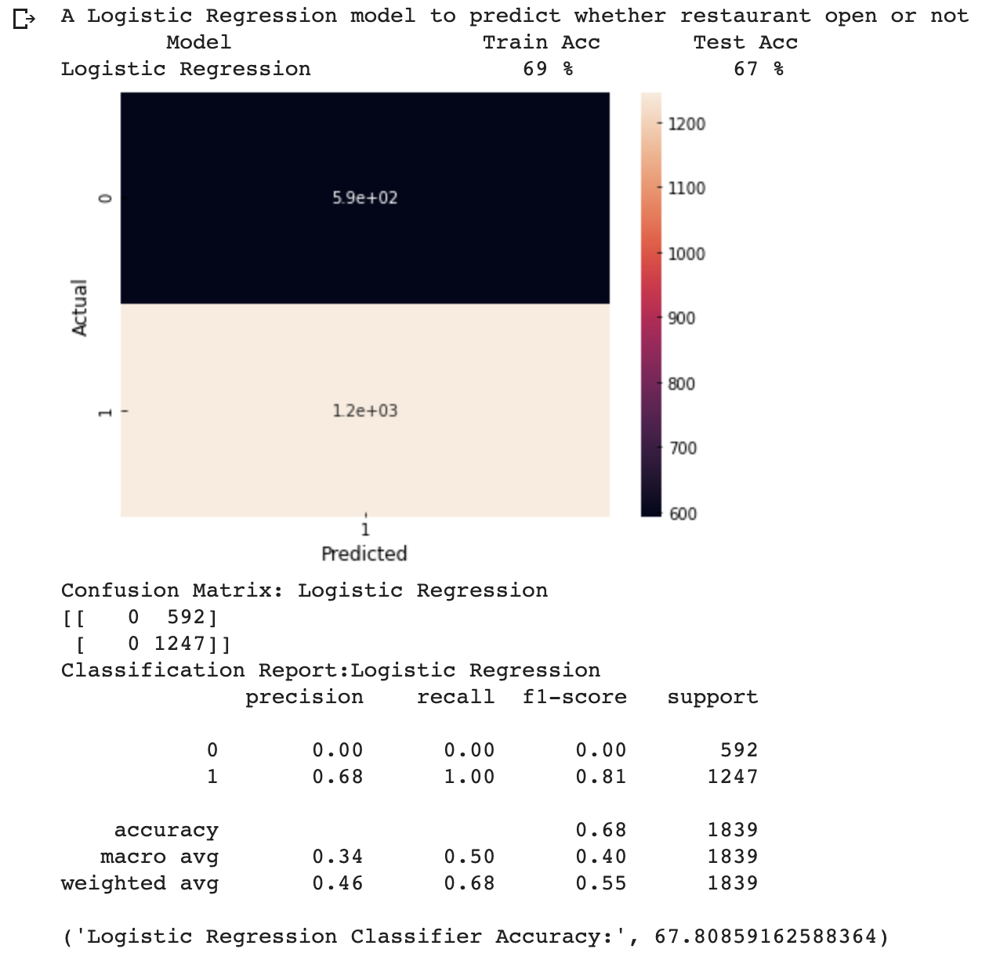 A Logistic Regression model to predict whether restaurant open or not
Model Train Acc Test Acc
Logistic Regression 69 % 67 %
1200
1100
1000
900
800
700
600
0
5.9e+02
Actual
1
1.2e+03
1
Predicted
Confusion Matrix: Logistic Regression
[[ 0 592]
[ 0 1247]]
Classification Report:Logistic Regression
precision recall f1-score support
0 0.00 0.00 0.00 592
1 0.68 1.00 0.81 1247
accuracy 0.68 1839
macro avg 0.34 0.50 0.40 1839
weighted avg 0.46 0.68 0.55 1839
('Logistic Regression Classifier Accuracy:', 67.80859162588364)